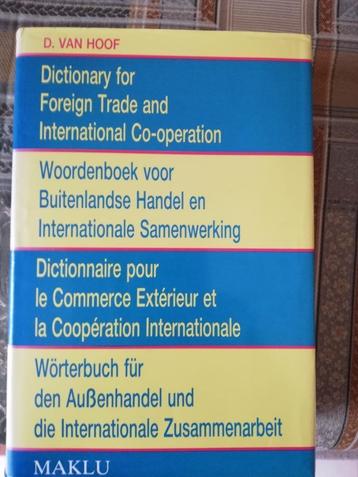 D. VAN HOOF
Dictionary for
Foreign Trade and
International Co-operation
Woordenboek voor
Buitenlandse Handel en
Internationale Samenwerking
Dictionnaire pour
le Commerce Extérieur et
la Coopération Internationale
Wörterbuch für
den Außenhandel und
die Internationale Zusammenarbeit
MAKLU